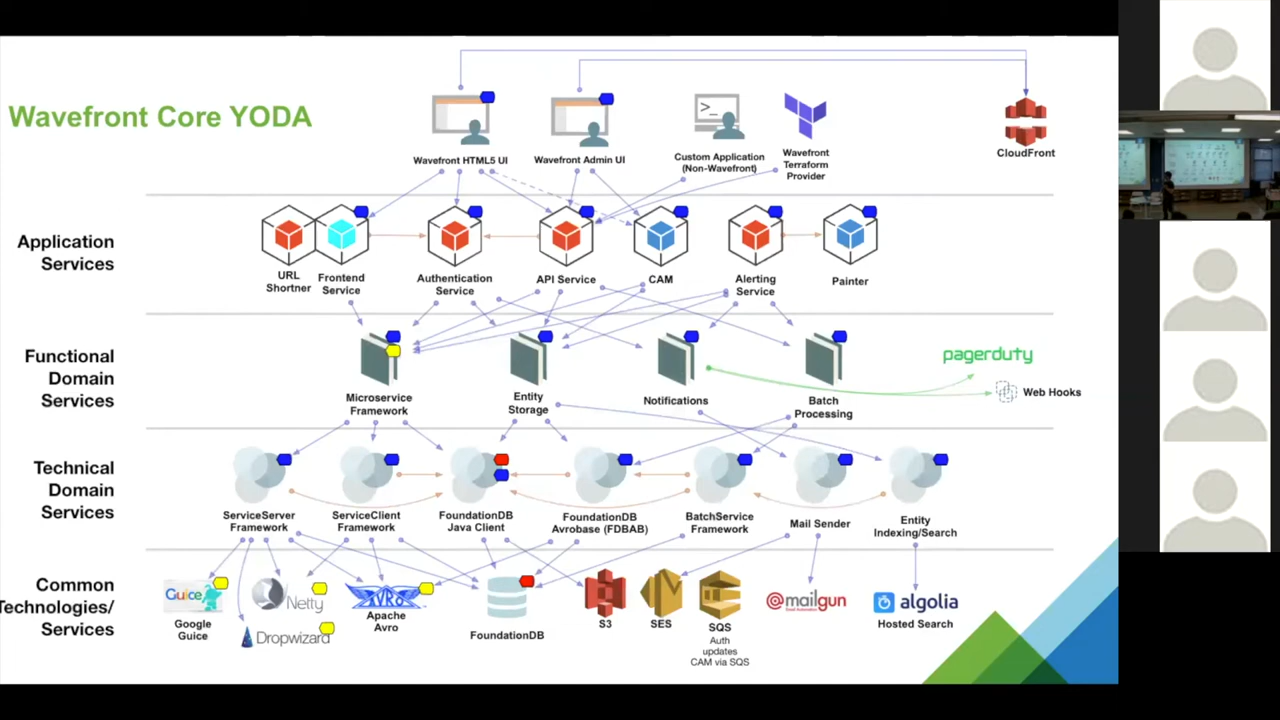 Wavefront Core YODA
Wavefront HTML5 UI
Wavefront Admin UI
Custom Application
(Non-Wavefront)
Wavefront
Terraform
Provider
CloudFront
Application
Services
URL
Shortner
Frontend
Service
Authentication
Service
API Service
CAM
Alerting
Service
Painter
Functional
Domain
Services
Microservice
Framework
Entity
Storage
Notifications
Batch
Processing
pagerduty
Web Hooks
Technical
Domain
Services
ServiceServer
Framework
ServiceClient
Framework
FoundationDB
Java Client
FoundationDB
Avrobase (FDBAB)
BatchService
Framework
Mail Sender
Entity
Indexing/Search
Common
Technologies/
Services
Guice
Google
Guice
Netty
Dropwizard
AVRO
Apache
Avro
FoundationDB
S3
SES
SQS
Auth
updates
CAM via SQS
@mailgun
algolia
Hosted Search